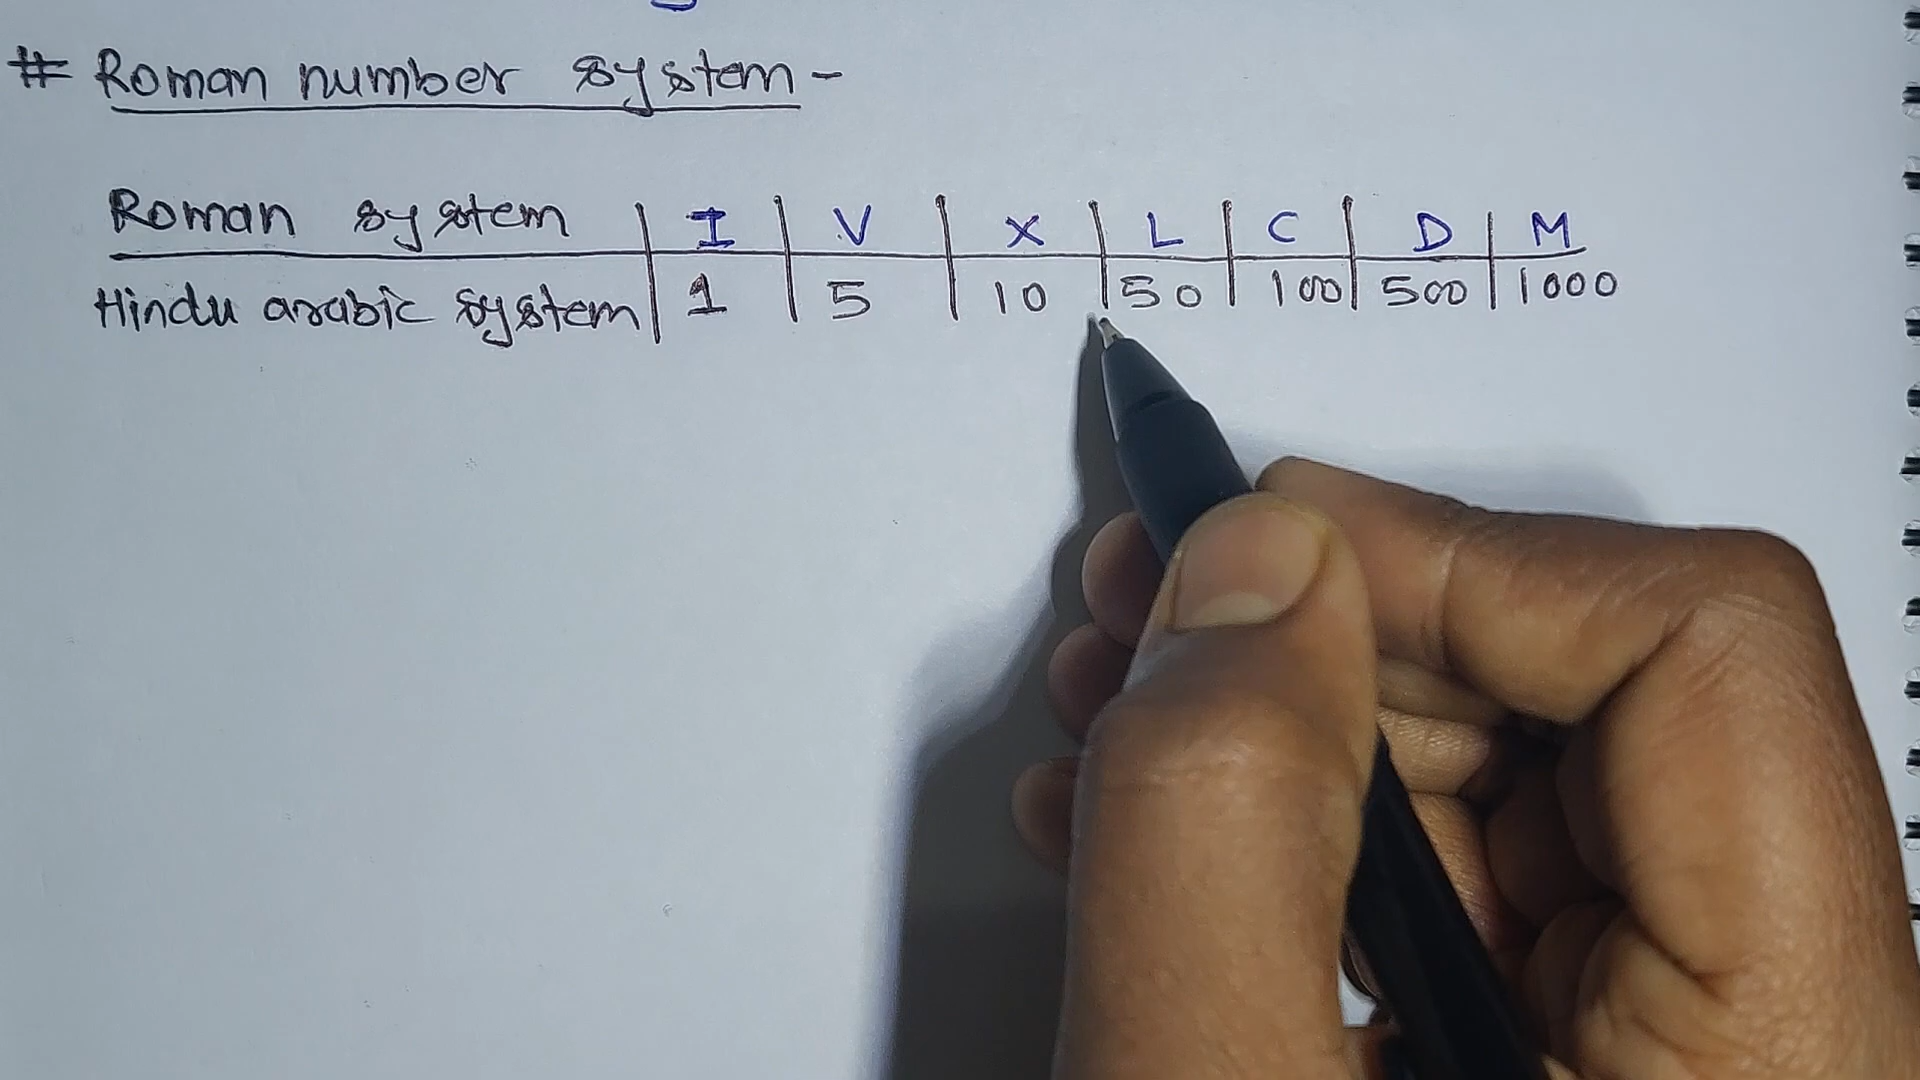 # Roman number system -
Roman system | I | V | X | L | C | D | M
Hindu arabic system | 1 | 5 | 10 | 50 | 100 | 500 | 1000